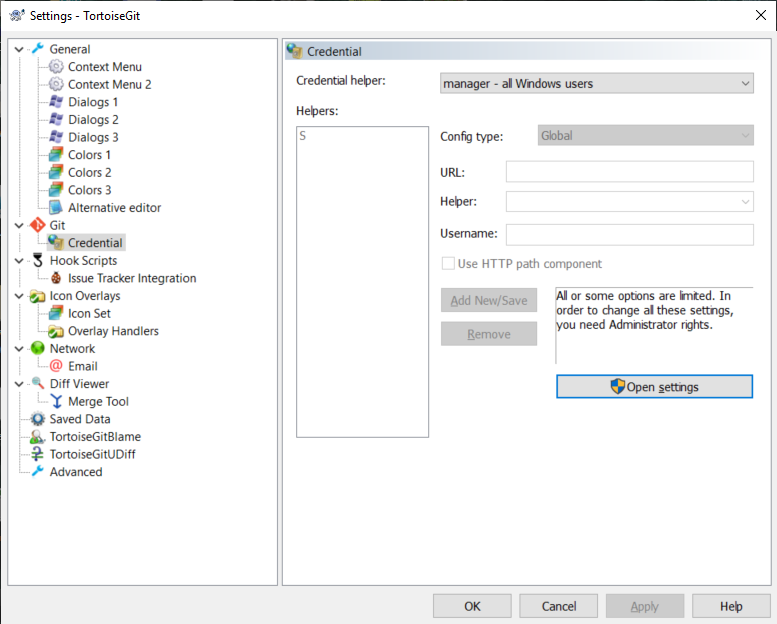 Settings - TortoiseGit
General
Context Menu
Context Menu 2
Dialogs 1
Dialogs 2
Dialogs 3
Colors 1
Colors 2
Colors 3
Alternative editor
Git
Credential
Hook Scripts
Issue Tracker Integration
Icon Overlays
Icon Set
Overlay Handlers
Network
Email
Diff Viewer
Merge Tool
Saved Data
TortoiseGitBlame
TortoiseGitUDiff
Advanced
Credential
Credential helper:
manager - all Windows users
Helpers:
S
Config type:
Global
URL:
Helper:
Username:
Use HTTP path component
Add New/Save
Remove
All or some options are limited. In
order to change all these settings,
you need Administrator rights.
Open settings
OK
Cancel
Apply
Help